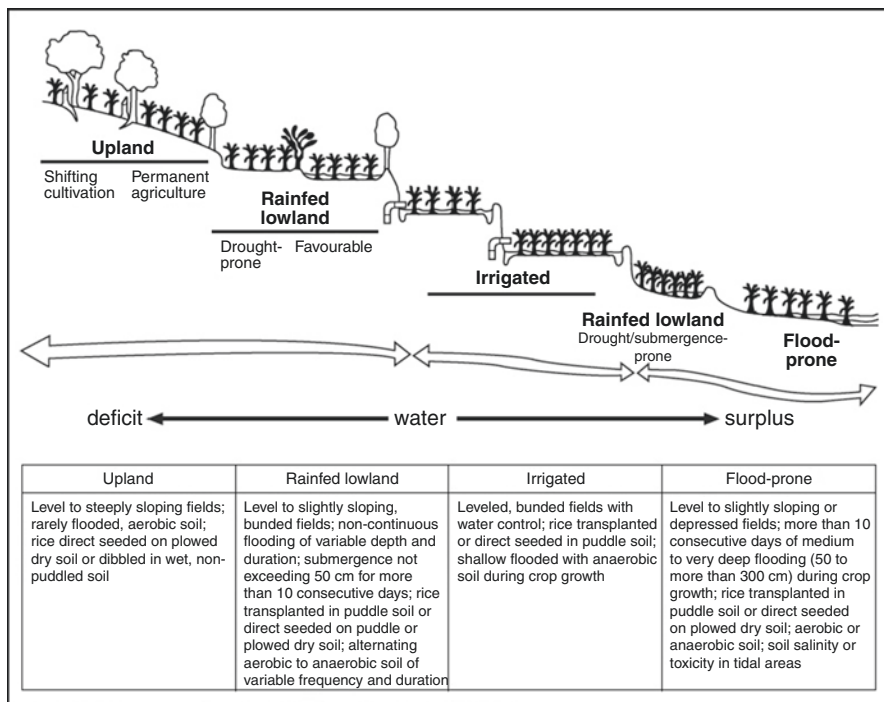 Upland
Shifting cultivation
Permanent agriculture
Rainfed lowland
Drought-prone
Favourable
Irrigated
Rainfed lowland
Drought/submergence-prone
Flood-prone
deficit
water
surplus
Upland
Level to steeply sloping fields;
rarely flooded, aerobic soil;
rice direct seeded on plowed
dry soil or dibbled in wet, non-
puddled soil
Rainfed lowland
Level to slightly sloping,
bunded fields; non-continuous
flooding of variable depth and
duration; submergence not
exceeding 50 cm for more
than 10 consecutive days; rice
transplanted in puddle soil or
direct seeded on puddle or
plowed dry soil; alternating
aerobic to anaerobic soil of
variable frequency and duration
Irrigated
Leveled, bunded fields with
water control; rice transplanted
or direct seeded in puddle soil;
shallow flooded with anaerobic
soil during crop growth
Flood-prone
Level to slightly sloping or
depressed fields; more than 10
consecutive days of medium
to very deep flooding (50 to
more than 300 cm) during crop
growth; rice transplanted in
puddle soil or direct seeded
on plowed dry soil; aerobic or
anaerobic soil; soil salinity or
toxicity in tidal areas